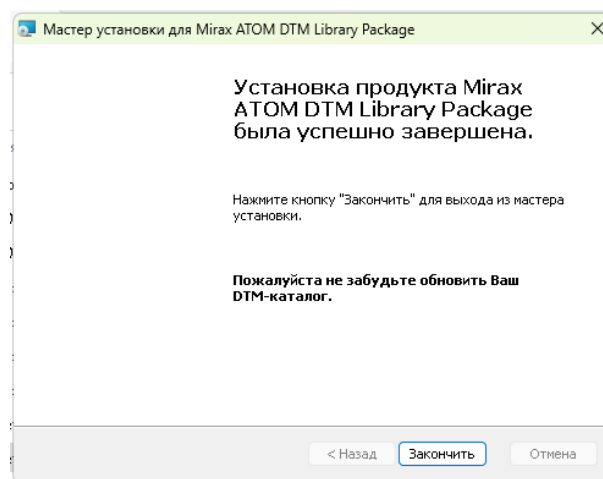 Мастер установки для Mirax ATOM DTM Library Package
Установка продукта Mirax
ATOM DTM Library Package
была успешно завершена.
Нажмите кнопку "Закончить" для выхода из мастера
установки.
Пожалуйста не забудьте обновить Ваш
DTM-каталог.
< Назад Закончить Отмена